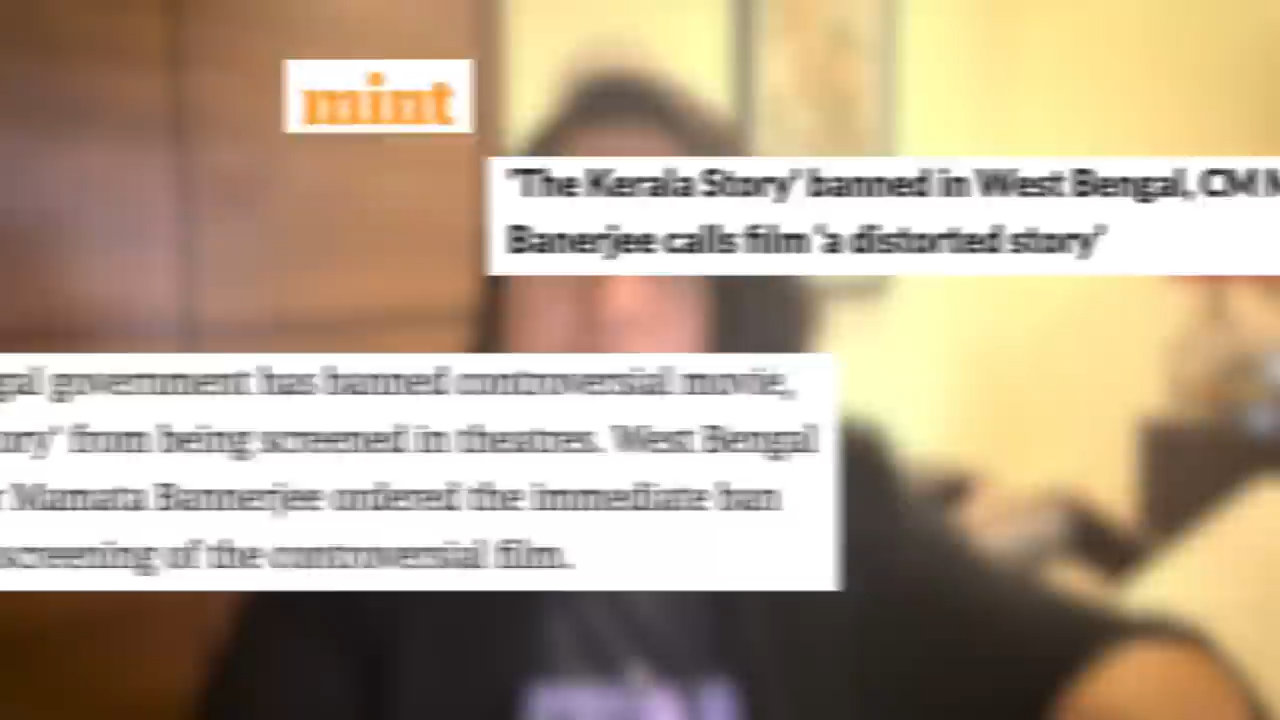 mint
'The Kerala Story' banned in West Bengal, CM M
Banerjee calls film 'a distorted story'
gal government has banned controversial movie,
ory' from being screened in theatres. West Bengal
r Mamata Bannerjee ordered the immediate ban
screening of the controversial film.